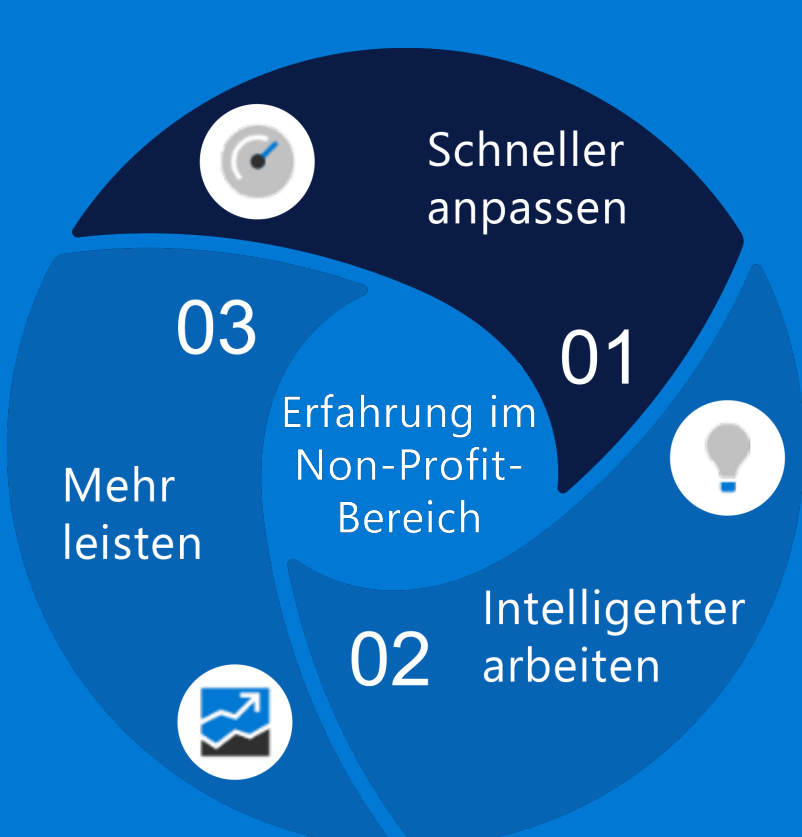 Schneller
anpassen
01
Erfahrung im
Non-Profit-
Bereich
Intelligenter
arbeiten
02
03
Mehr
leisten